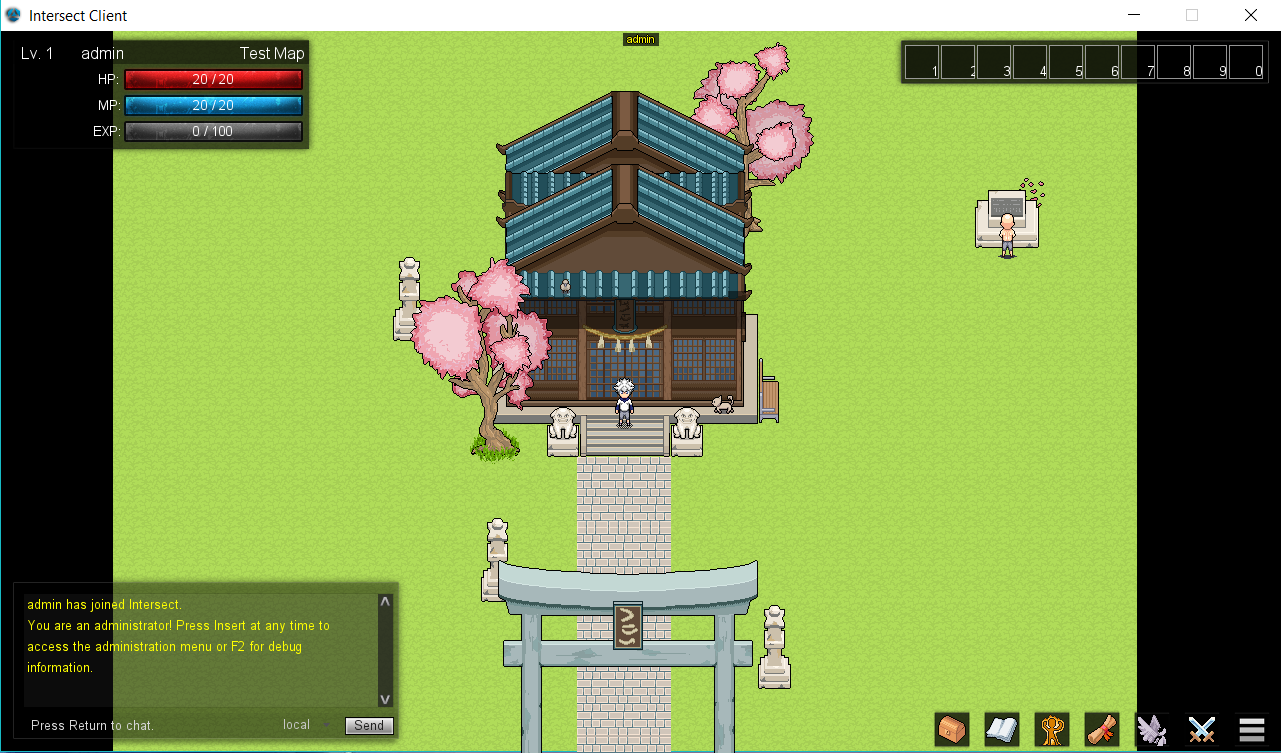 Intersect Client
Lv. 1 admin Test Map
HP: 20 / 20
MP: 20 / 20
EXP: 0 / 100
admin
1 2 3 4 5 6 7 8 9 0
admin has joined Intersect.
You are an administrator! Press Insert at any time to
access the administration menu or F2 for debug
information.
Press Return to chat.
local
Send